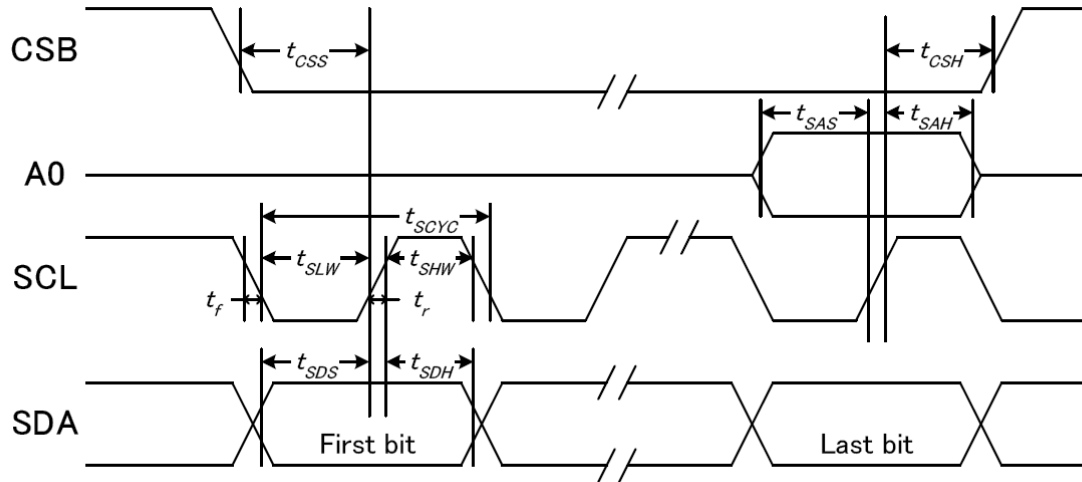 CSB
tCSS
tCSH
A0
tSAS
tSAH
SCL
tSCYC
tSLW
tSHW
tf
tr
SDA
tSDS
tSDH
First bit
Last bit